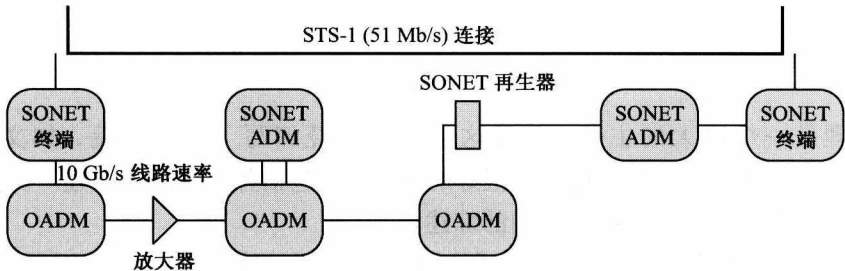 STS-1 (51 Mb/s) 连接
SONET 再生器
SONET
终端
SONET
ADM
SONET
ADM
SONET
终端
10 Gb/s 线路速率
OADM
OADM
OADM
放大器